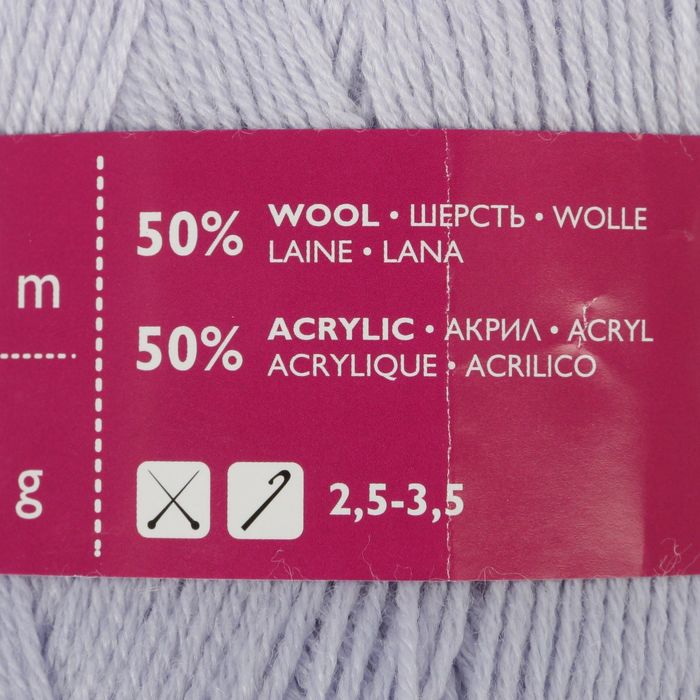 m
g
50% WOOL • ШЕРСТЬ • WOLLE
LAINE • LANA
50% ACRYLIC • АКРИЛ • ACRYL
ACRYLIQUE • ACRILICO
2,5-3,5